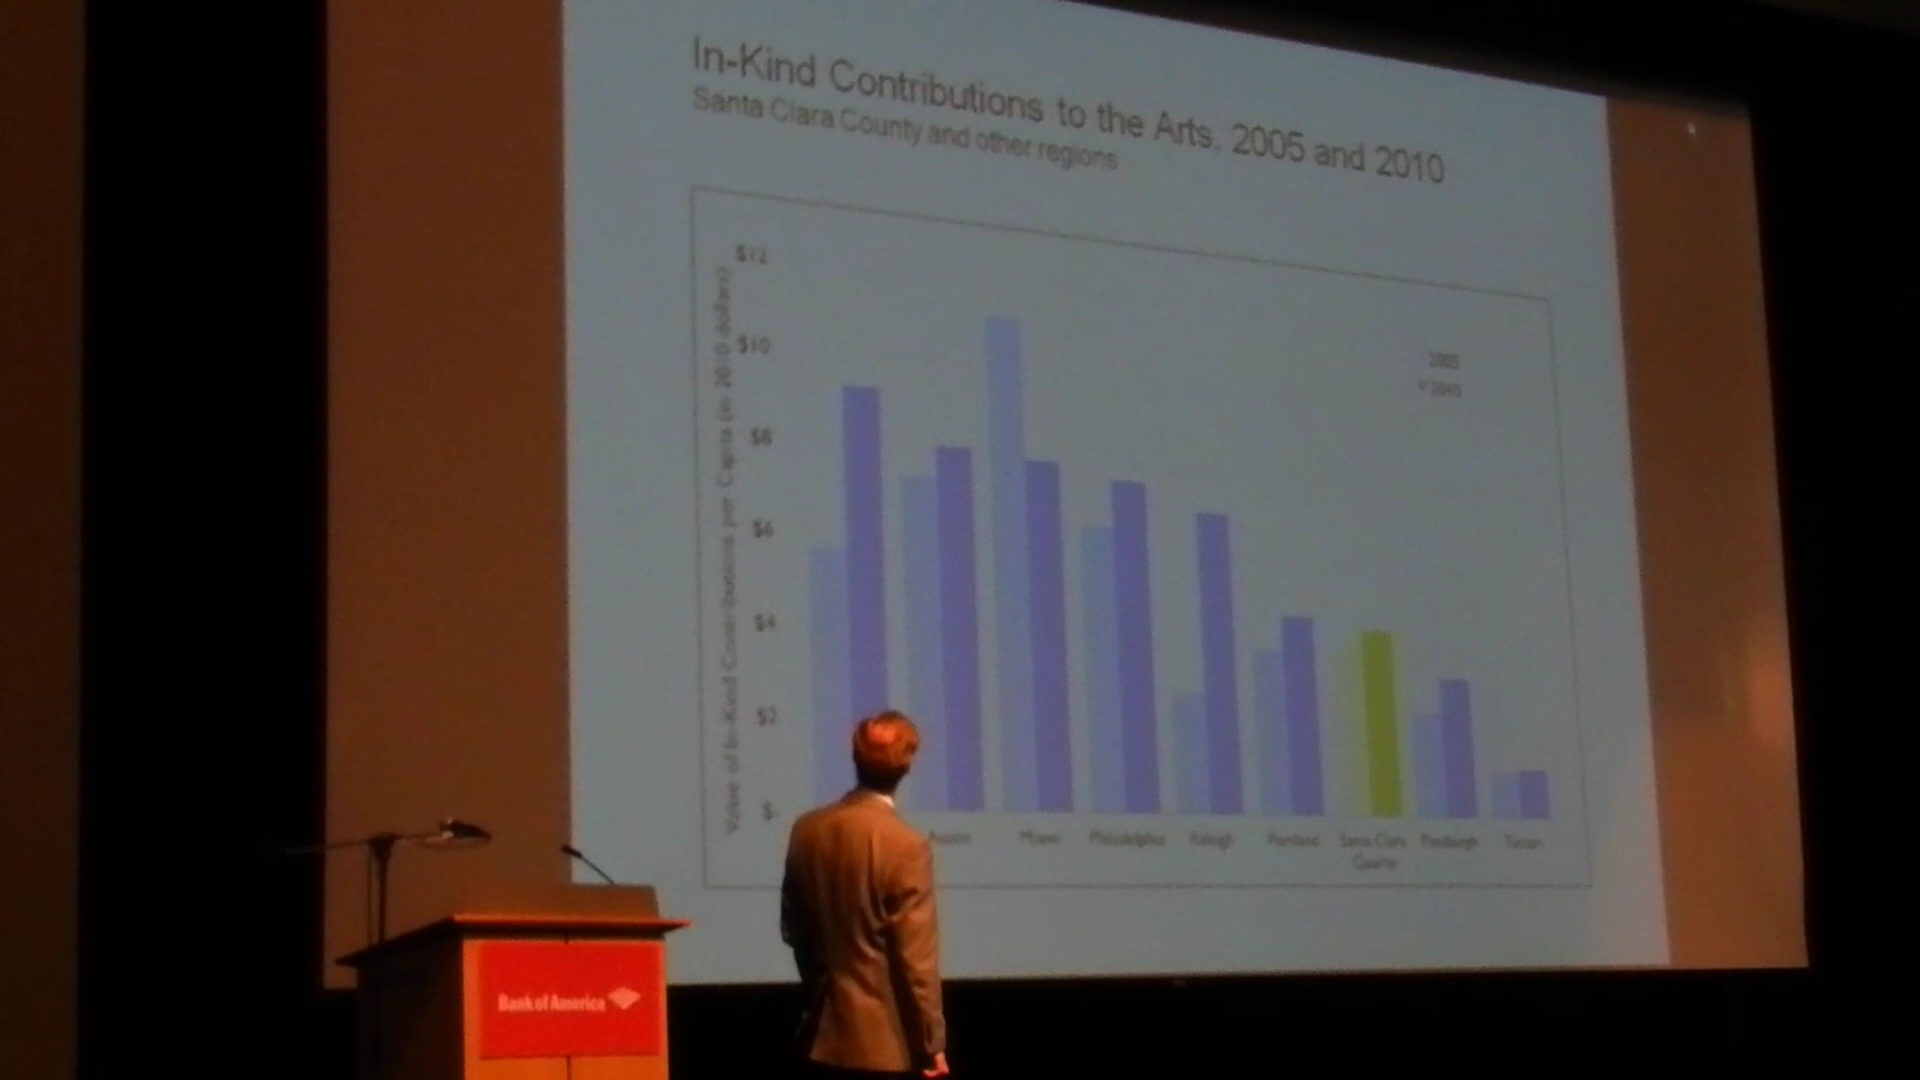 In-Kind Contributions to the Arts, 2005 and 2010
Santa Clara County and other regions
Value of In-Kind Contributions per Capita (in 2010 dollars)
$12
$10
$8
$6
$4
$2
$-
2005
2010
Austin
Miami
Philadelphia
Raleigh
Portland
Santa Clara
County
Pittsburgh
Tucson
Bank of America